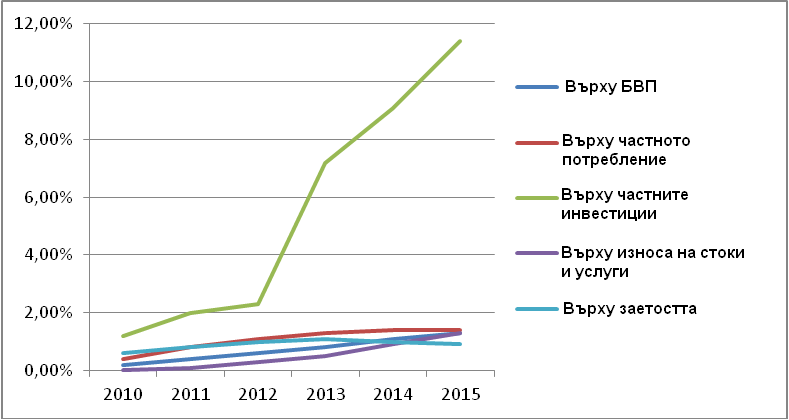 12,00%
10,00%
8,00%
6,00%
4,00%
2,00%
0,00%
2010 2011 2012 2013 2014 2015
Върху БВП
Върху частното
потребление
Върху частните
инвестиции
Върху износа на стоки
и услуги
Върху заетостта